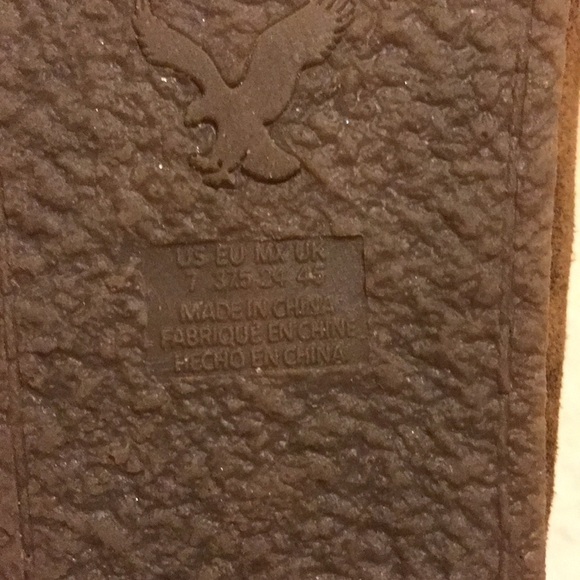 US EU MX UK
7 37.5 24 4.5
MADE IN CHINA
FABRIQUE EN CHINE
HECHO EN CHINA